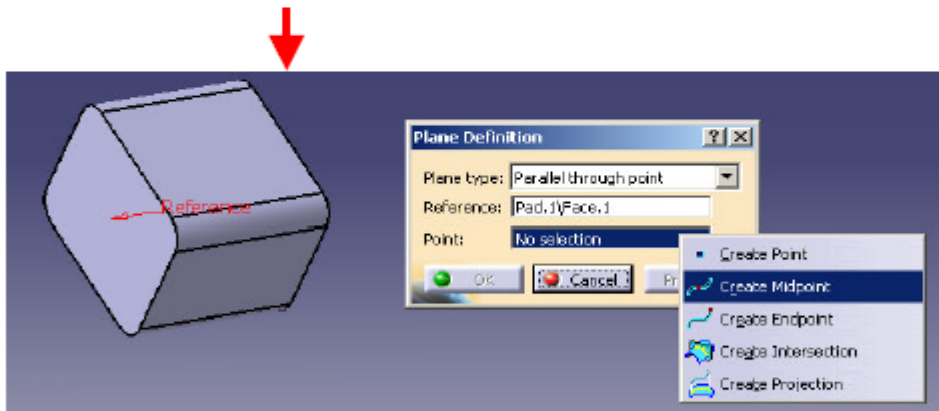 Reference
Plane Definition
? X
Plane type: Parallel through point
Reference: Pad.1\Face.1
Point: No selection
OK Cancel Pr
Create Point
Create Midpoint
Create Endpoint
Create Intersection
Create Projection